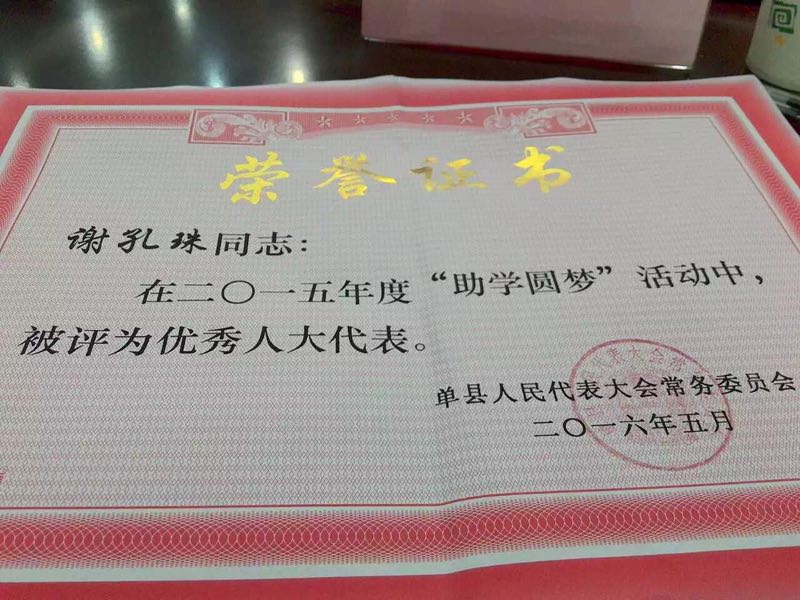 荣誉证书
谢孔珠同志：
在二〇一五年度“助学圆梦”活动中，
被评为优秀人大代表。
单县人民代表大会常务委员会
二〇一六年五月